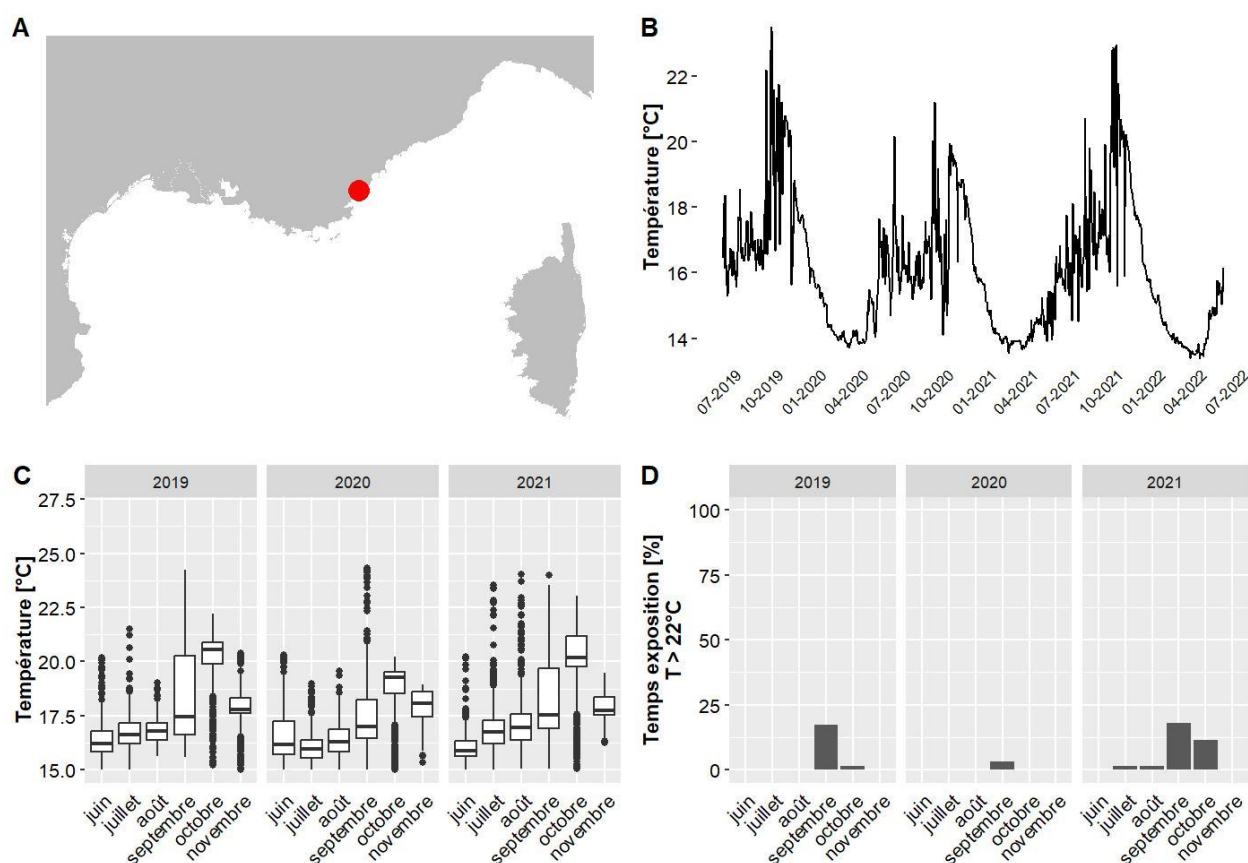 A
B
Température [°C]
22
20
18
16
14
07-2019
10-2019
01-2020
04-2020
07-2020
10-2020
01-2021
04-2021
07-2021
10-2021
01-2022
04-2022
07-2022
C
2019
2020
2021
Température [°C]
27.5
25.0
22.5
20.0
17.5
15.0
juin
juillet
août
septembre
octobre
novembre
juin
juillet
août
septembre
octobre
novembre
juin
juillet
août
septembre
octobre
novembre
D
2019
2020
2021
Temps exposition [%]
T > 22°C
100
75
50
25
0
juin
juillet
août
septembre
octobre
novembre
juin
juillet
août
septembre
octobre
novembre
juin
juillet
août
septembre
octobre
novembre